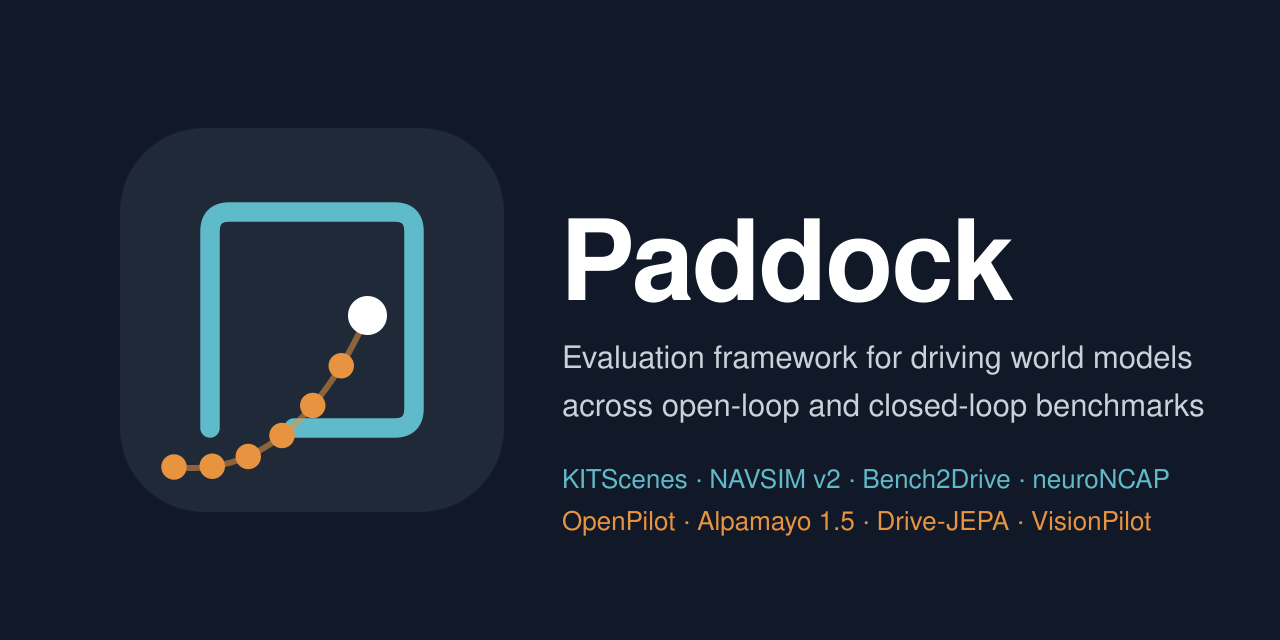 Paddock
Evaluation framework for driving world models
across open-loop and closed-loop benchmarks
KITScenes · NAVSIM v2 · Bench2Drive · neuroNCAP
OpenPilot · Alpamayo 1.5 · Drive-JEPA · VisionPilot